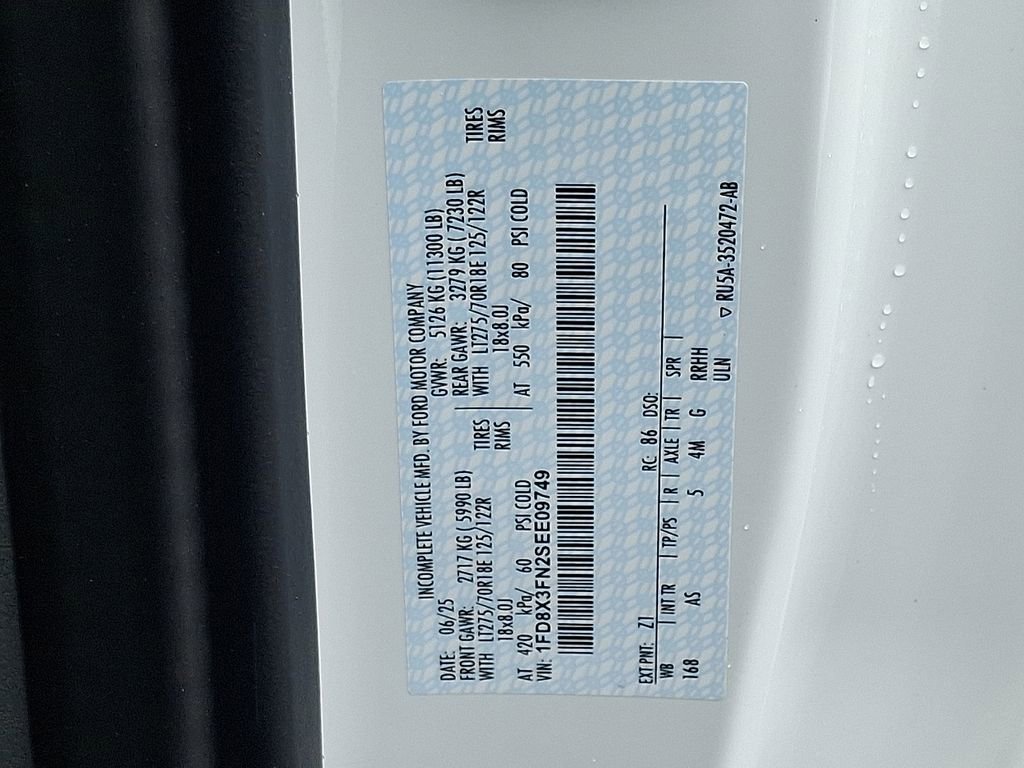 INCOMPLETE VEHICLE MFD. BY FORD MOTOR COMPANY
DATE: 06/25 GVWR: 5126 KG (11300 LB)
FRONT GAWR: 2717 KG ( 5990 LB) REAR GAWR: 3279 KG ( 7230 LB)
WITH LT275/70R18E 125/122R TIRES WITH LT275/70R18E 125/122R TIRES
18x8.0J RIMS 18x8.0J RIMS
AT 420 kPa/ 60 PSI COLD AT 550 kPa/ 80 PSI COLD
VIN: 1FD8X3FN2SEE09749
EXT PNT: Z1 RC: 86 DSO:
WB INT TR TP/PS R AXLE TR SPR
168 AS 5 4M G RRHH
ULN ▽ RU5A-3520472-AB